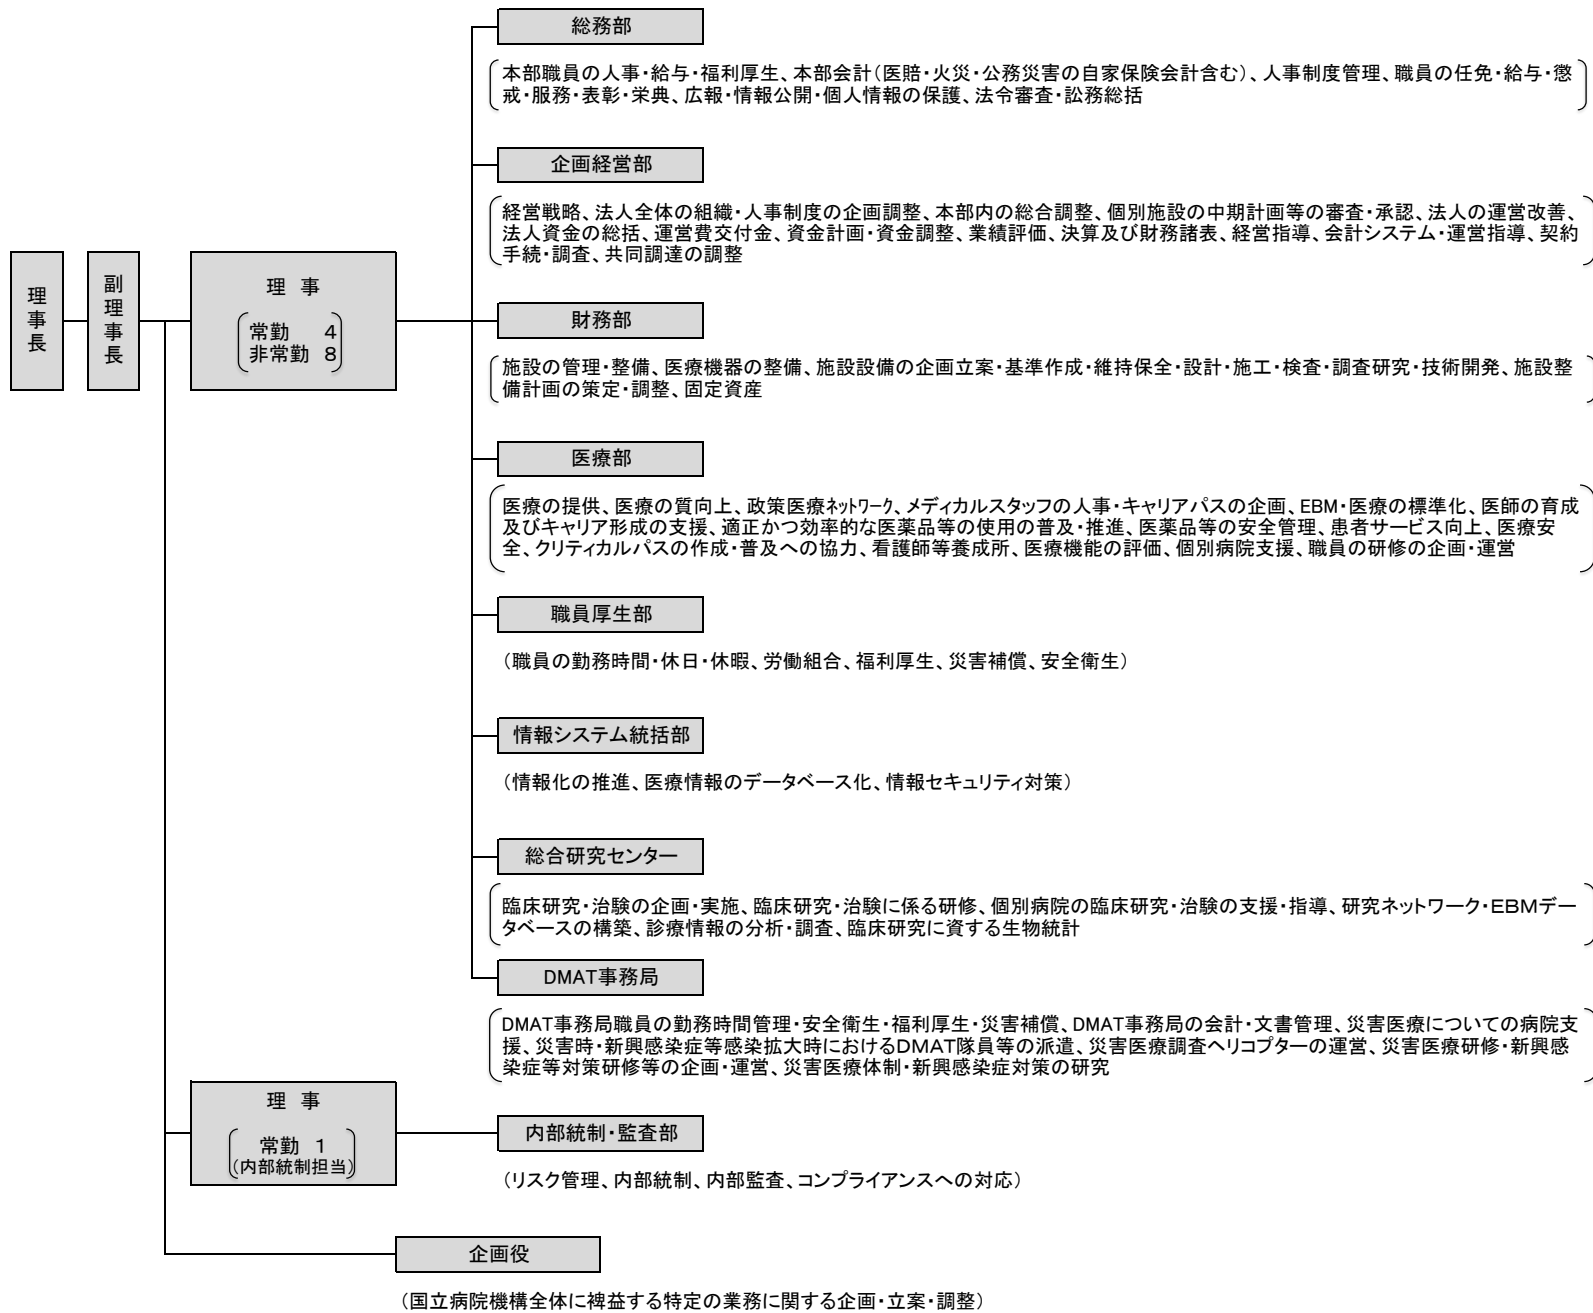 総務部
本部職員の人事・給与・福利厚生、本部会計（医賠・火災・公務災害の自家保険会計含む）、人事制度管理、職員の任免・給与・懲
戒・服務・表彰・栄典、広報・情報公開・個人情報の保護、法令審査・訟務総括
企画経営部
経営戦略、法人全体の組織・人事制度の企画調整、本部内の総合調整、個別施設の中期計画等の審査・承認、法人の運営改善、
法人資金の総括、運営費交付金、資金計画・資金調整、業績評価、決算及び財務諸表、経営指導、会計システム・運営指導、契約
手続・調査、共同調達の調整
理事長
副理事長
理 事
常勤 4
非常勤 8
財務部
施設の管理・整備、医療機器の整備、施設設備の企画立案・基準作成・維持保全・設計・施工・検査・調査研究・技術開発、施設整
備計画の策定・調整、固定資産
医療部
医療の提供、医療の質向上、政策医療ネットワーク、メディカルスタッフの人事・キャリアパスの企画、EBM・医療の標準化、医師の育成
及びキャリア形成の支援、適正かつ効率的な医薬品等の使用の普及・推進、医薬品等の安全管理、患者サービス向上、医療安
全、クリティカルパスの作成・普及への協力、看護師等養成所、医療機能の評価、個別病院支援、職員の研修の企画・運営
職員厚生部
（職員の勤務時間・休日・休暇、労働組合、福利厚生、災害補償、安全衛生）
情報システム統括部
（情報化の推進、医療情報のデータベース化、情報セキュリティ対策）
総合研究センター
臨床研究・治験の企画・実施、臨床研究・治験に係る研修、個別病院の臨床研究・治験の支援・指導、研究ネットワーク・EBMデー
タベースの構築、診療情報の分析・調査、臨床研究に資する生物統計
DMAT事務局
DMAT事務局職員の勤務時間管理・安全衛生・福利厚生・災害補償、DMAT事務局の会計・文書管理、災害医療についての病院支
援、災害時・新興感染症等感染拡大時におけるDMAT隊員等の派遣、災害医療調査ヘリコプターの運営、災害医療研修・新興感
染症等対策研修等の企画・運営、災害医療体制・新興感染症対策の研究
理 事
常勤 1
（内部統制担当）
内部統制・監査部
（リスク管理、内部統制、内部監査、コンプライアンスへの対応）
企画役
（国立病院機構全体に裨益する特定の業務に関する企画・立案・調整）